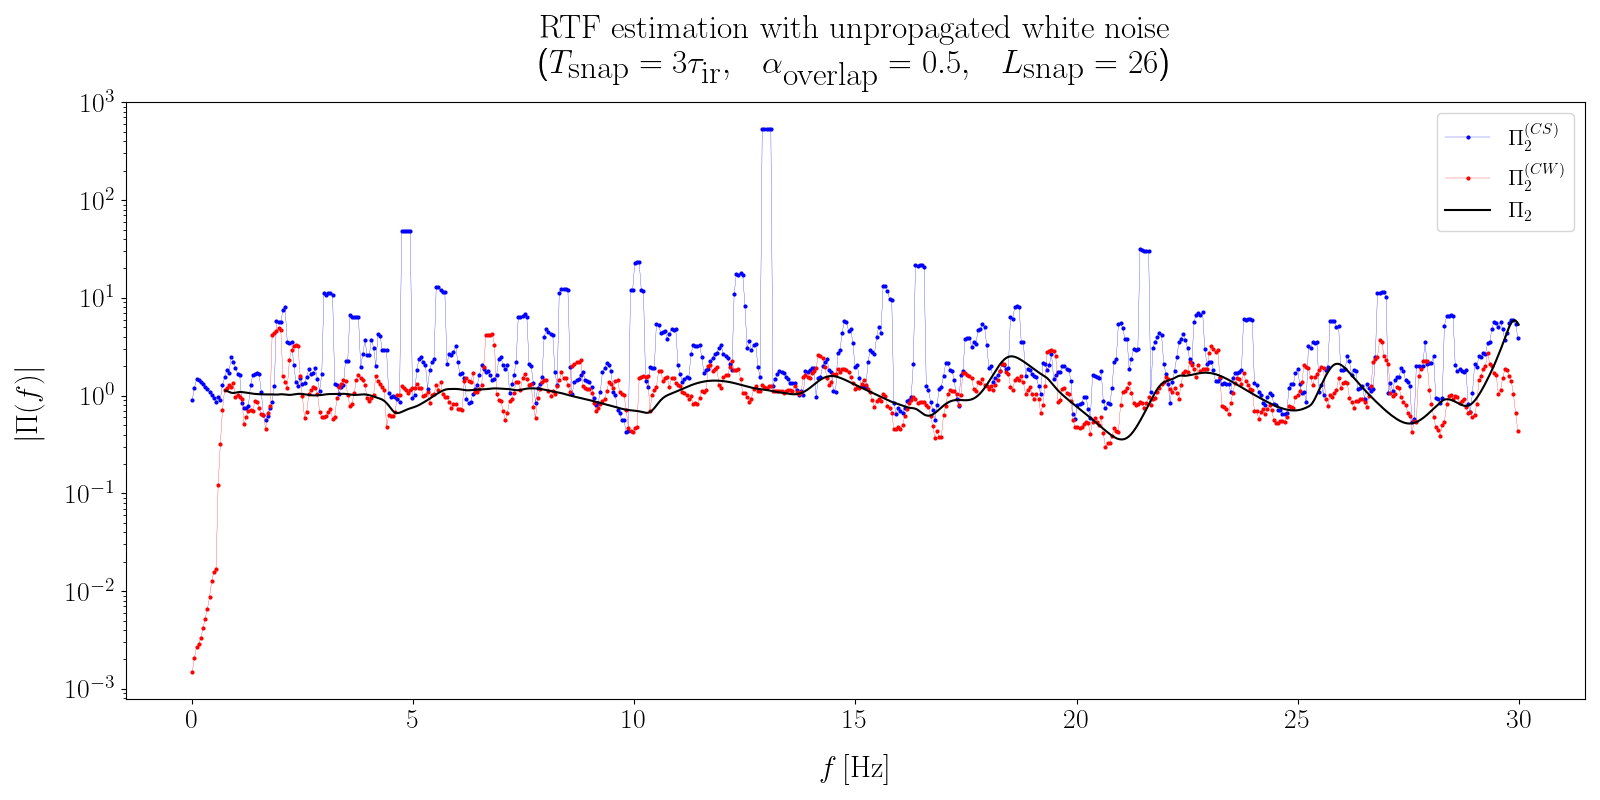 RTF estimation with unpropagated white noise
(T_snap = 3τ_ir, α_overlap = 0.5, L_snap = 26)
10^3
10^2
10^1
10^0
10^−1
10^−2
10^−3
|Π(f)|
Π_2^(CS)
Π_2^(CW)
Π_2
0 5 10 15 20 25 30
f [Hz]